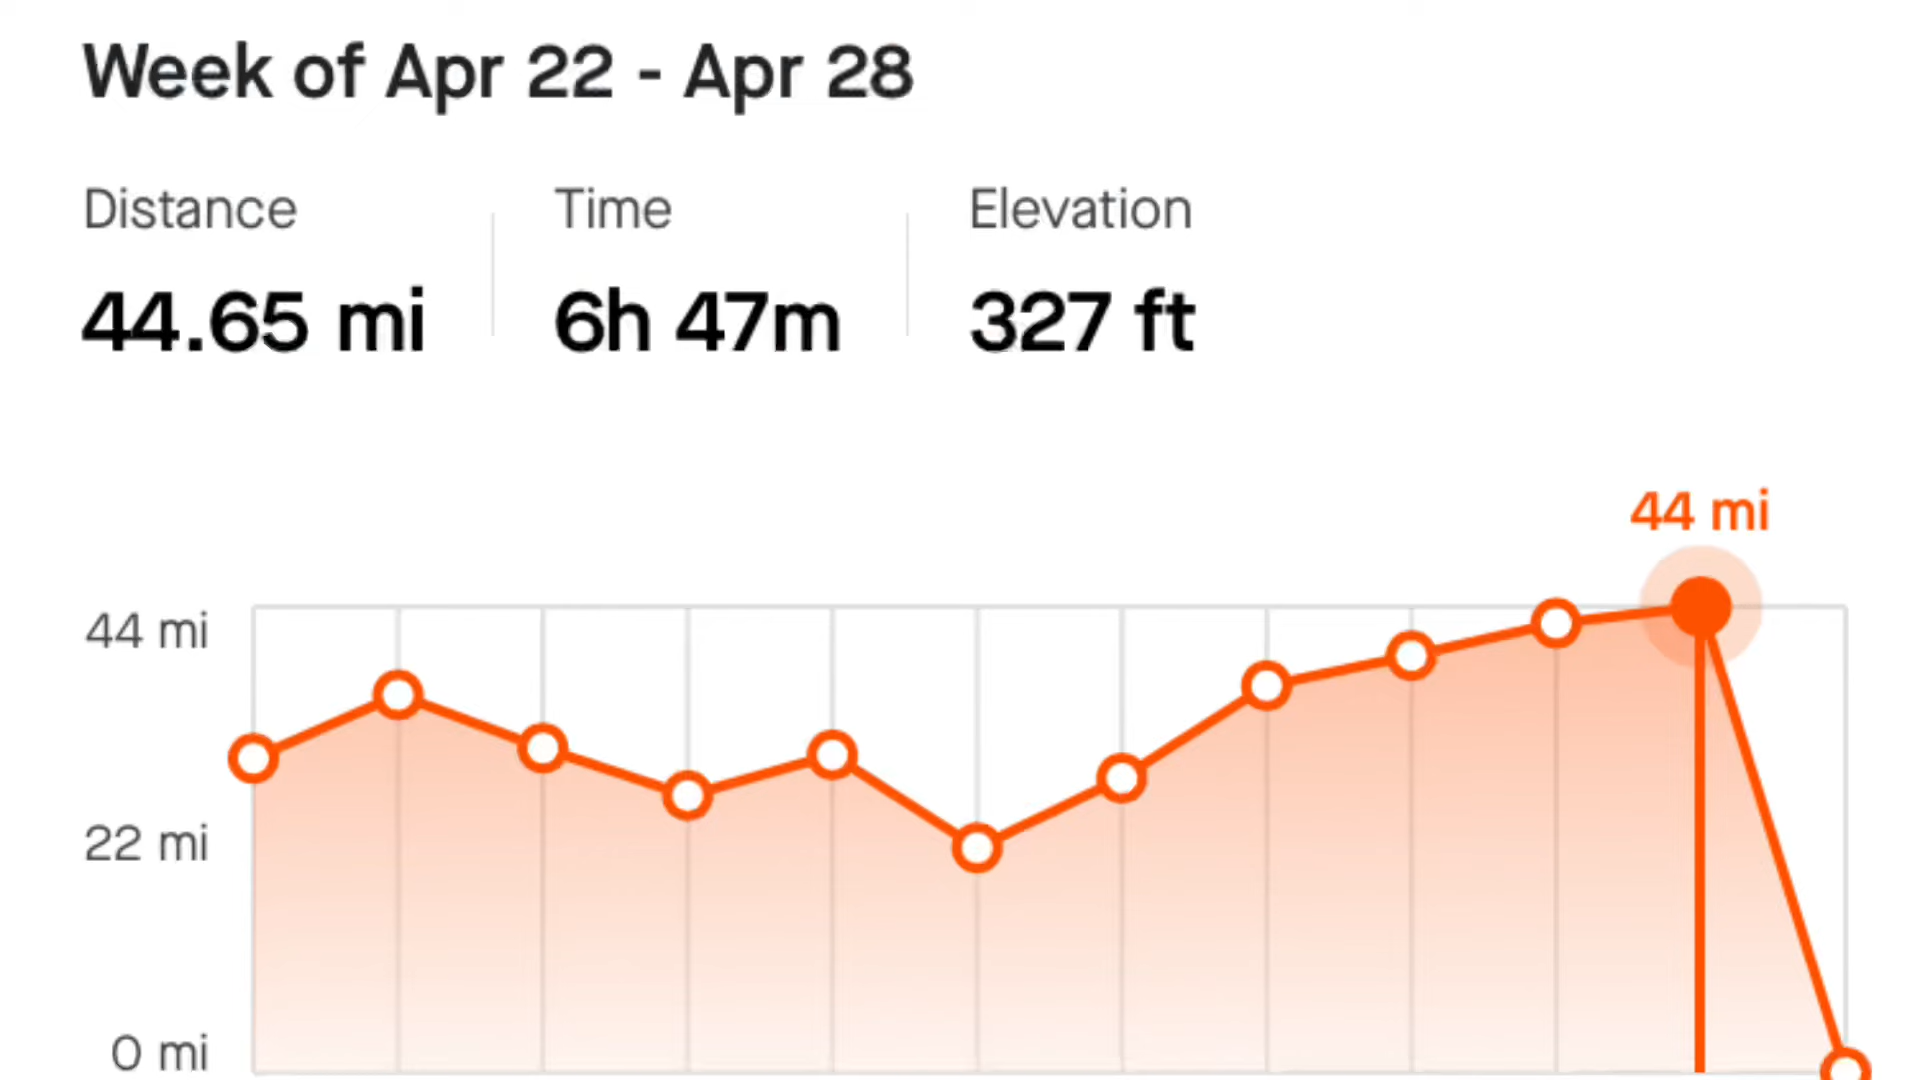 Week of Apr 22 - Apr 28
Distance
Time
Elevation
44.65 mi
6h 47m
327 ft
44 mi
44 mi
22 mi
0 mi